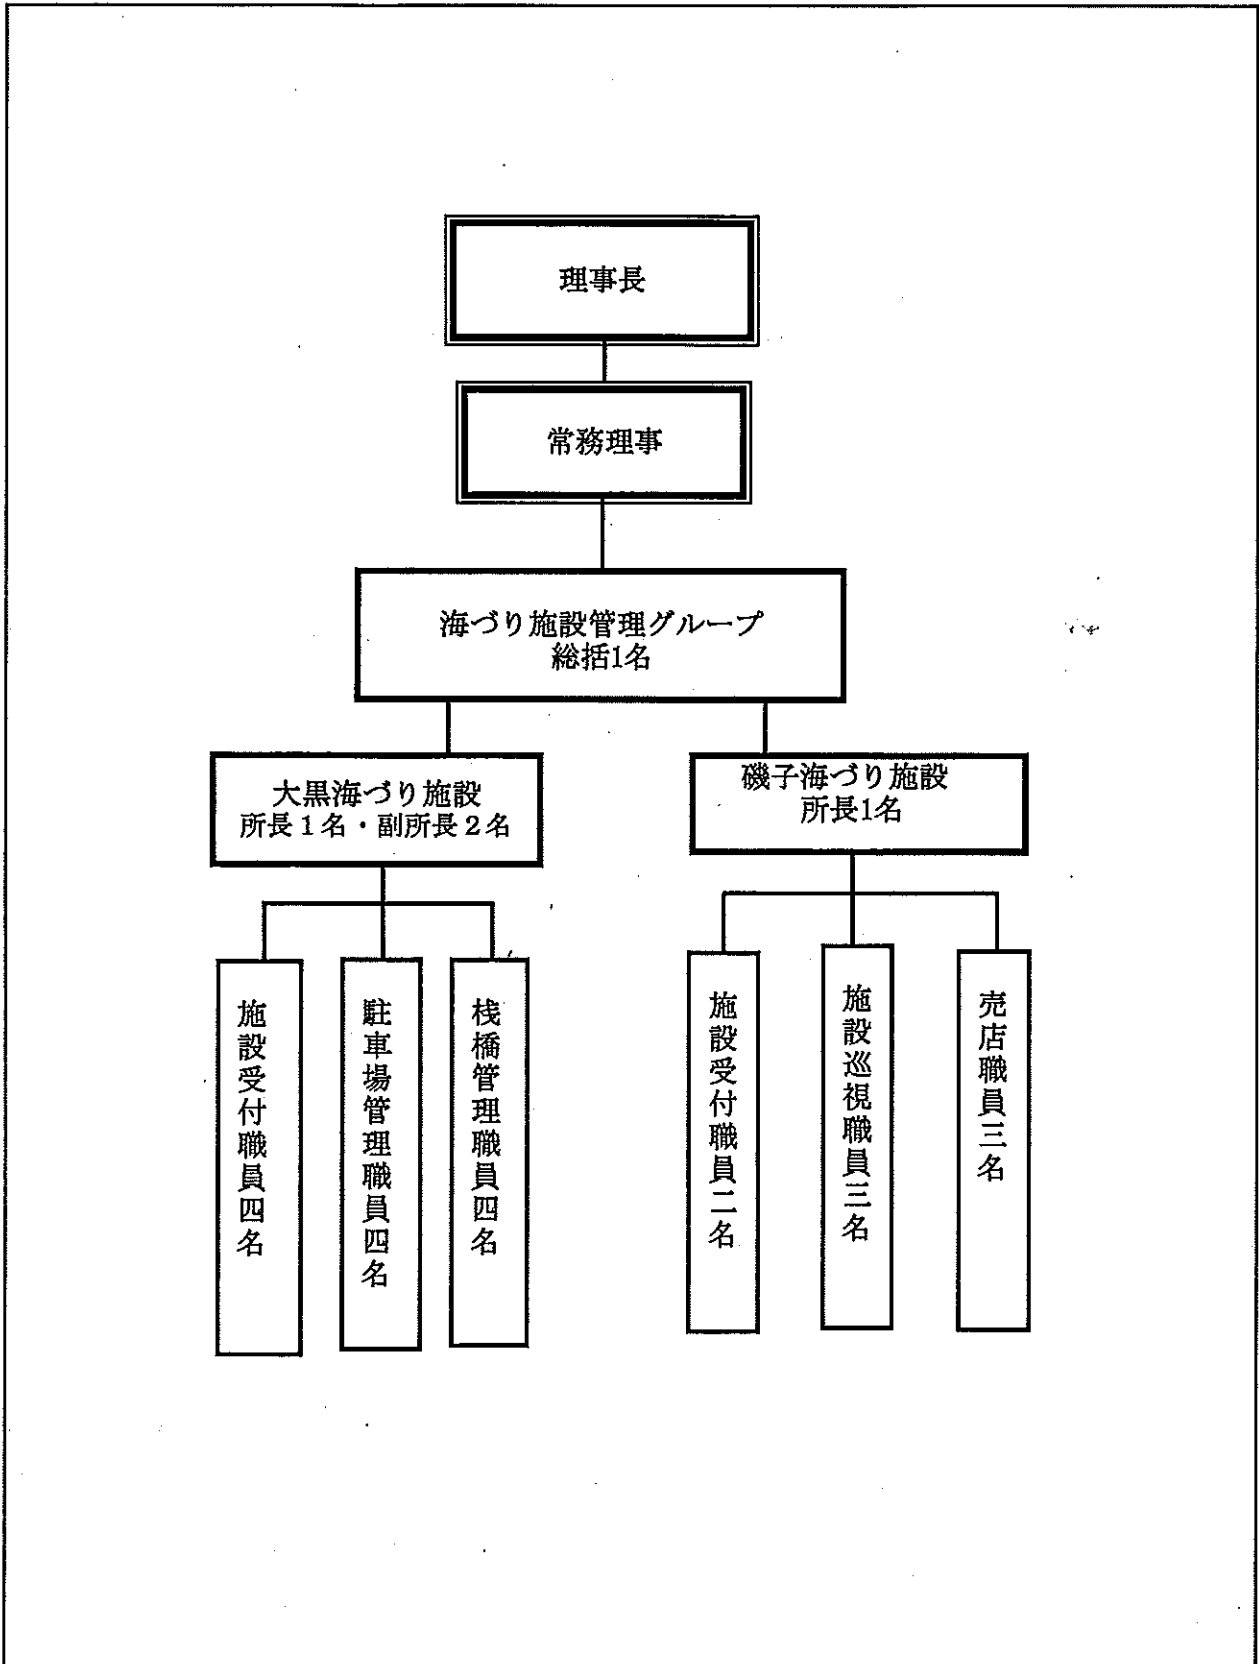 理事長
常務理事
海づり施設管理グループ
総括1名
大黒海づり施設
所長1名・副所長2名
磯子海づり施設
所長1名
施設受付職員四名
駐車場管理職員四名
桟橋管理職員四名
施設受付職員二名
施設巡視職員三名
売店職員三名